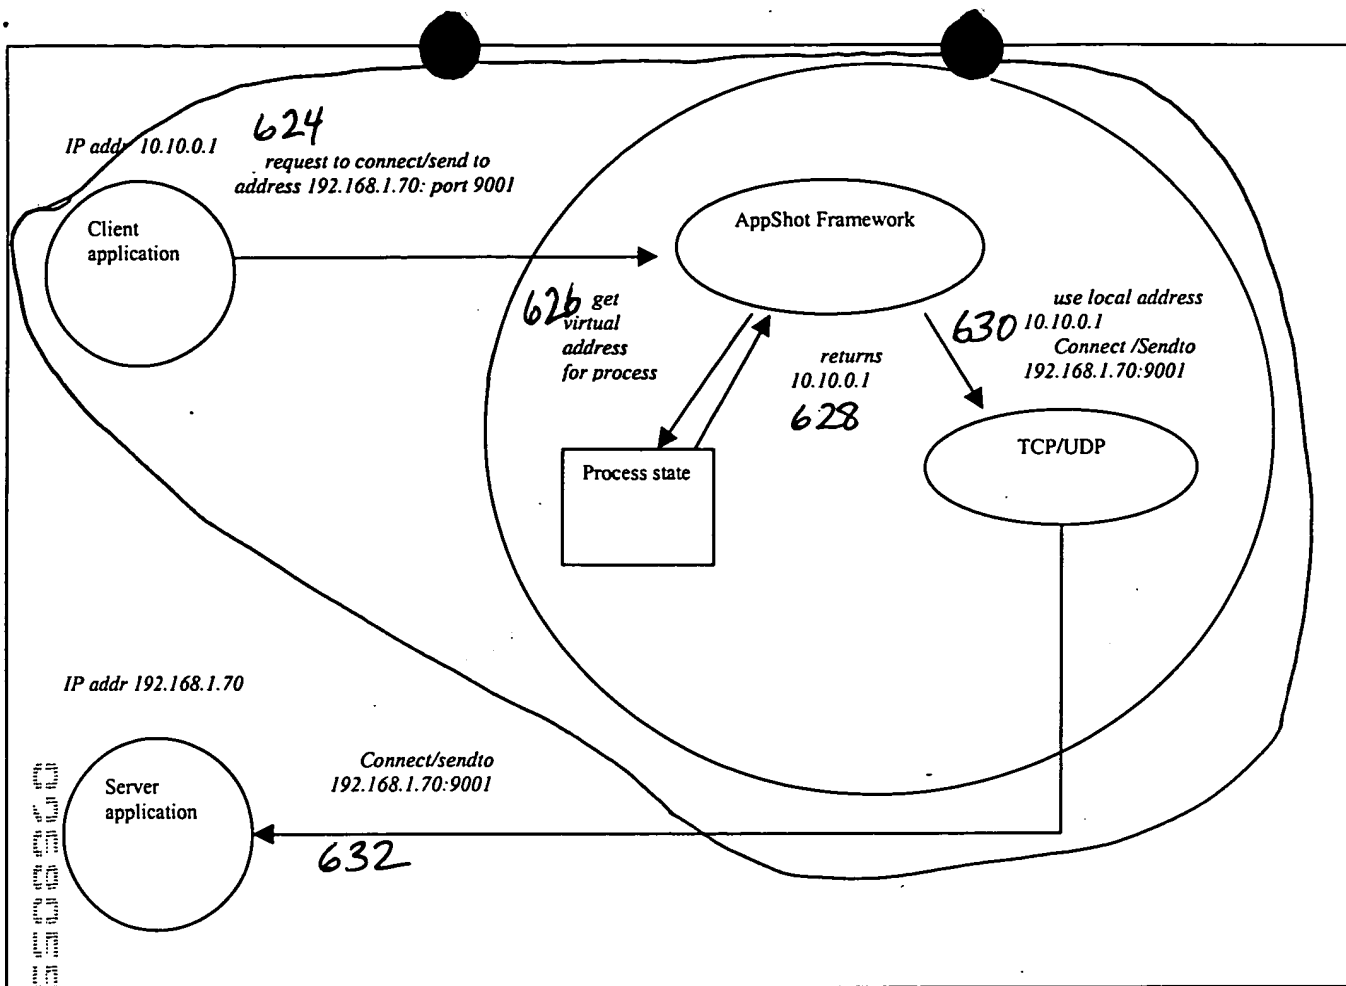 IP addr 10.10.0.1
624
request to connect/send to
address 192.168.1.70: port 9001
Client
application
AppShot Framework
626 get
virtual
address
for process
returns
10.10.0.1
628
630
use local address
10.10.0.1
Connect /Sendto
192.168.1.70:9001
Process state
TCP/UDP
IP addr 192.168.1.70
Server
application
Connect/sendto
192.168.1.70:9001
632